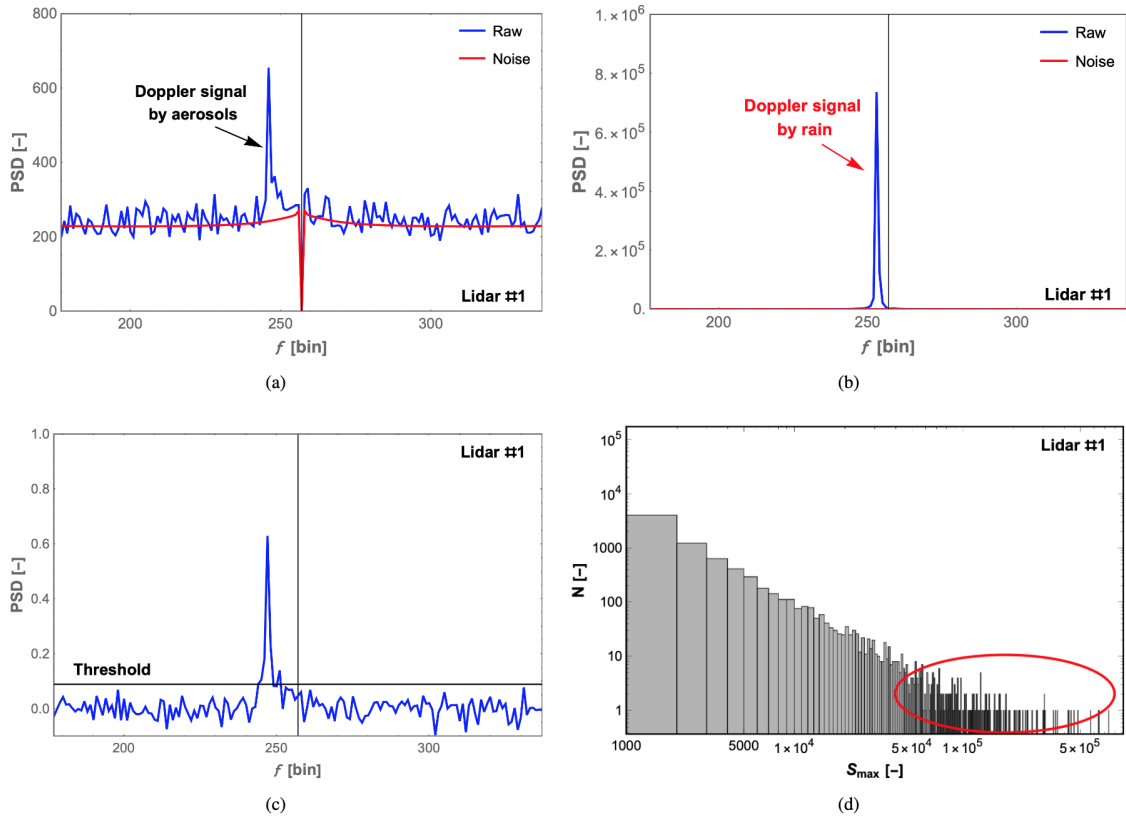 800
600
400
200
0
PSD [–]
Raw
Noise
Doppler signal
by aerosols
Lidar #1
200
250
300
f [bin]
(a)
1. × 10⁶
8. × 10⁵
6. × 10⁵
4. × 10⁵
2. × 10⁵
0.
PSD [–]
Raw
Noise
Doppler signal
by rain
Lidar #1
200
250
300
f [bin]
(b)
1.0
0.8
0.6
0.4
0.2
0.0
PSD [–]
Lidar #1
Threshold
200
250
300
f [bin]
(c)
10⁵
10⁴
1000
100
10
1
N [–]
Lidar #1
1000
5000
1 × 10⁴
5 × 10⁴
1 × 10⁵
5 × 10⁵
Smax [–]
(d)